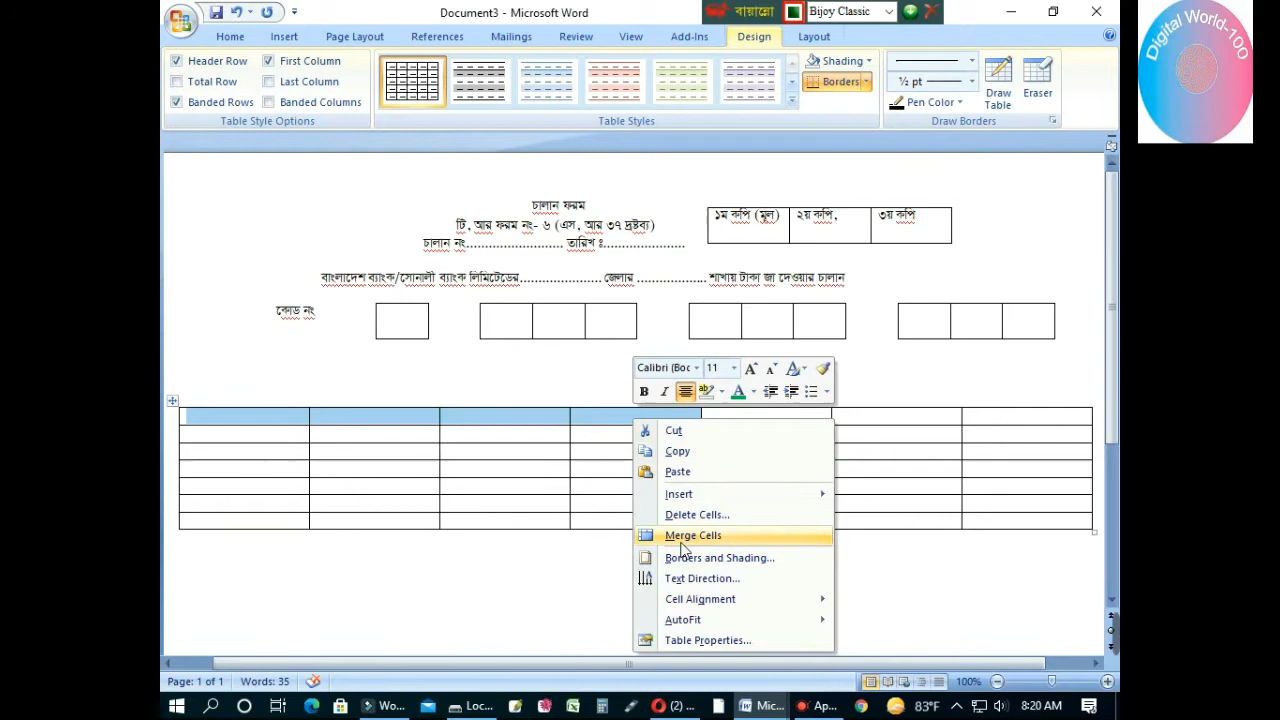 Document3 - Microsoft Word
বায়ান্নো
Bijoy Classic
Digital World-100
Home Insert Page Layout References Mailings Review View Add-Ins Design Layout
Header Row First Column
Total Row Last Column
Banded Rows Banded Columns
Table Style Options
Table Styles
Shading
Borders
½ pt
Pen Color
Draw Table
Eraser
Draw Borders
চালান ফরম
টি, আর ফরম নং- ৬ (এস, আর ৩৭ দ্রষ্টব্য)
চালান নং......................... তারিখ ঃ.....................
১ম কপি (মুল) ২য় কপি, ৩য় কপি
বাংলাদেশ ব্যাংক/সোনালী ব্যাংক লিমিটেডের..................... জেলার .................. শাখায় টাকা জা দেওয়ার চালান
কোড নং
Calibri (Boc 11
Cut
Copy
Paste
Insert
Delete Cells...
Merge Cells
Borders and Shading...
Text Direction...
Cell Alignment
AutoFit
Table Properties...
Page: 1 of 1 Words: 35 100%
Wo... Loc... (2) ... Mic... Ap... 83°F 8:20 AM